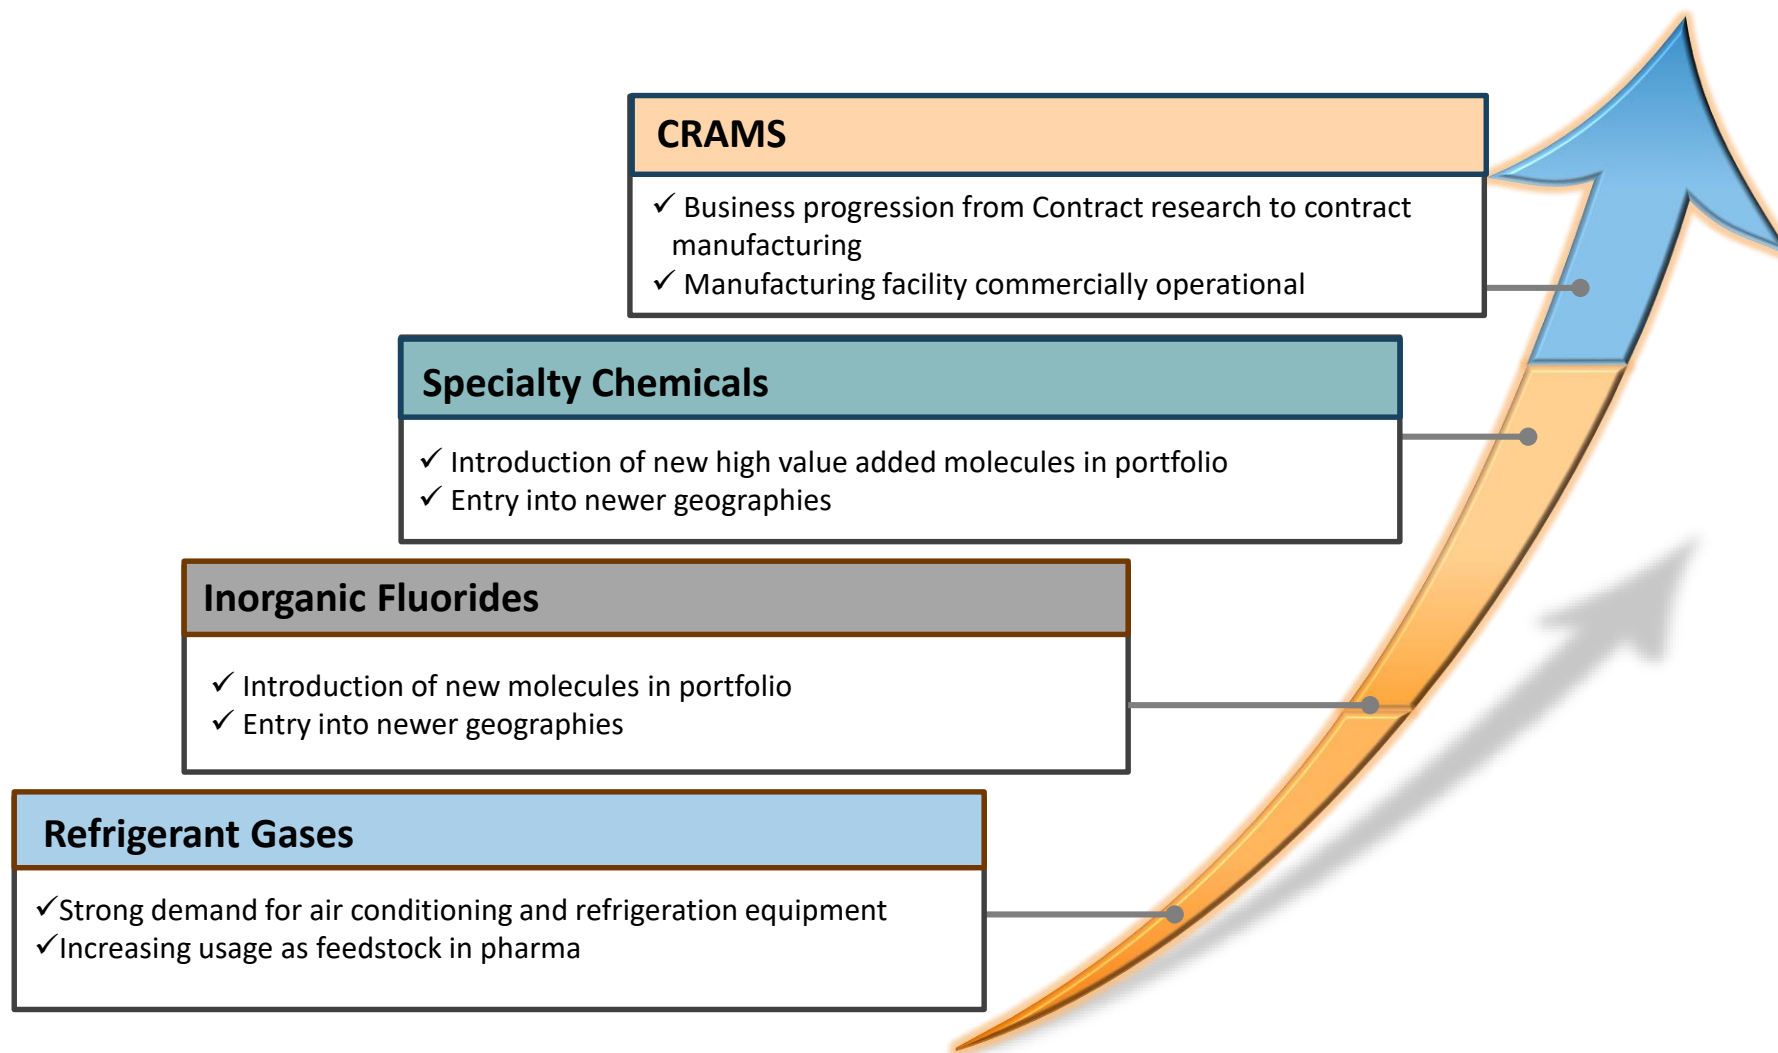 CRAMS
✓ Business progression from Contract research to contract
manufacturing
✓ Manufacturing facility commercially operational
Specialty Chemicals
✓ Introduction of new high value added molecules in portfolio
✓ Entry into newer geographies
Inorganic Fluorides
✓ Introduction of new molecules in portfolio
✓ Entry into newer geographies
Refrigerant Gases
✓Strong demand for air conditioning and refrigeration equipment
✓Increasing usage as feedstock in pharma